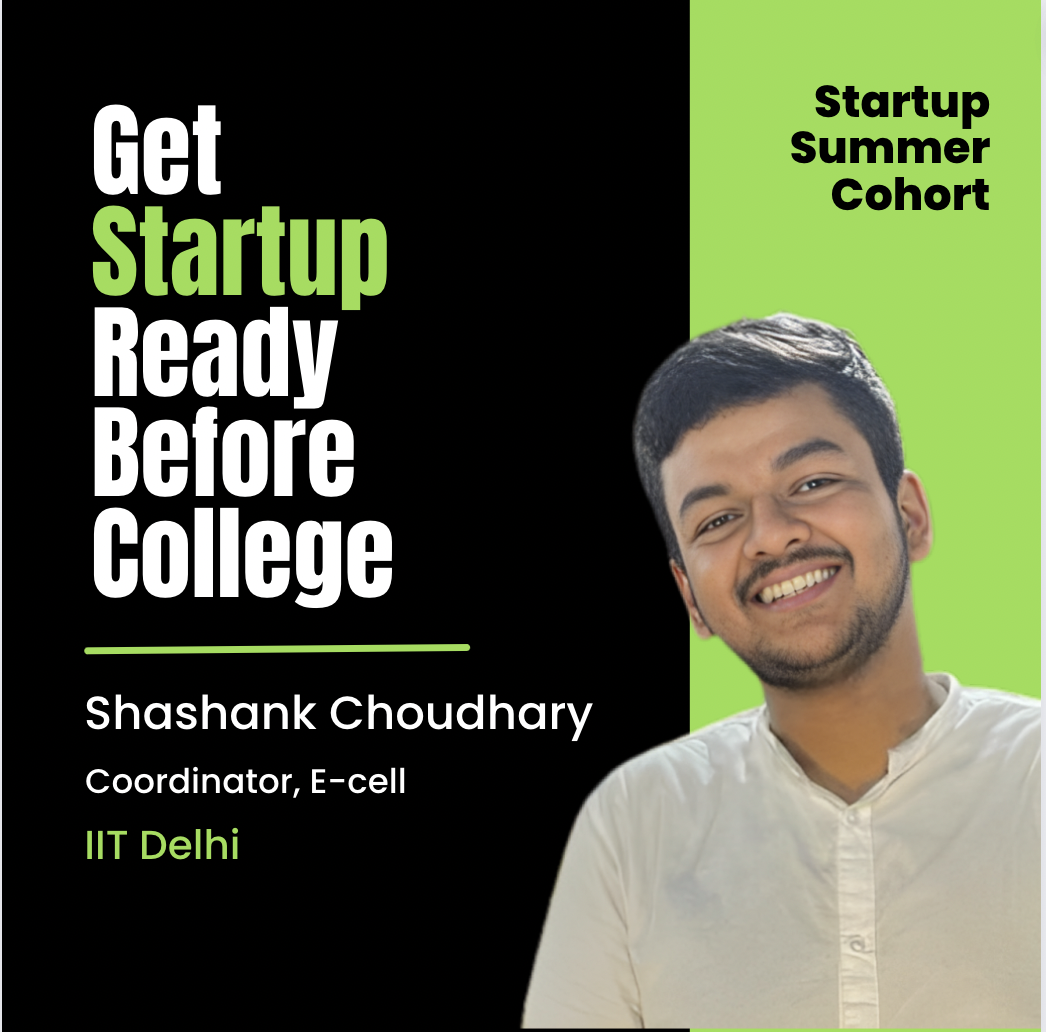 Get
Startup
Ready
Before
College
Shashank Choudhary
Coordinator, E-cell
IIT Delhi
Startup
Summer
Cohort